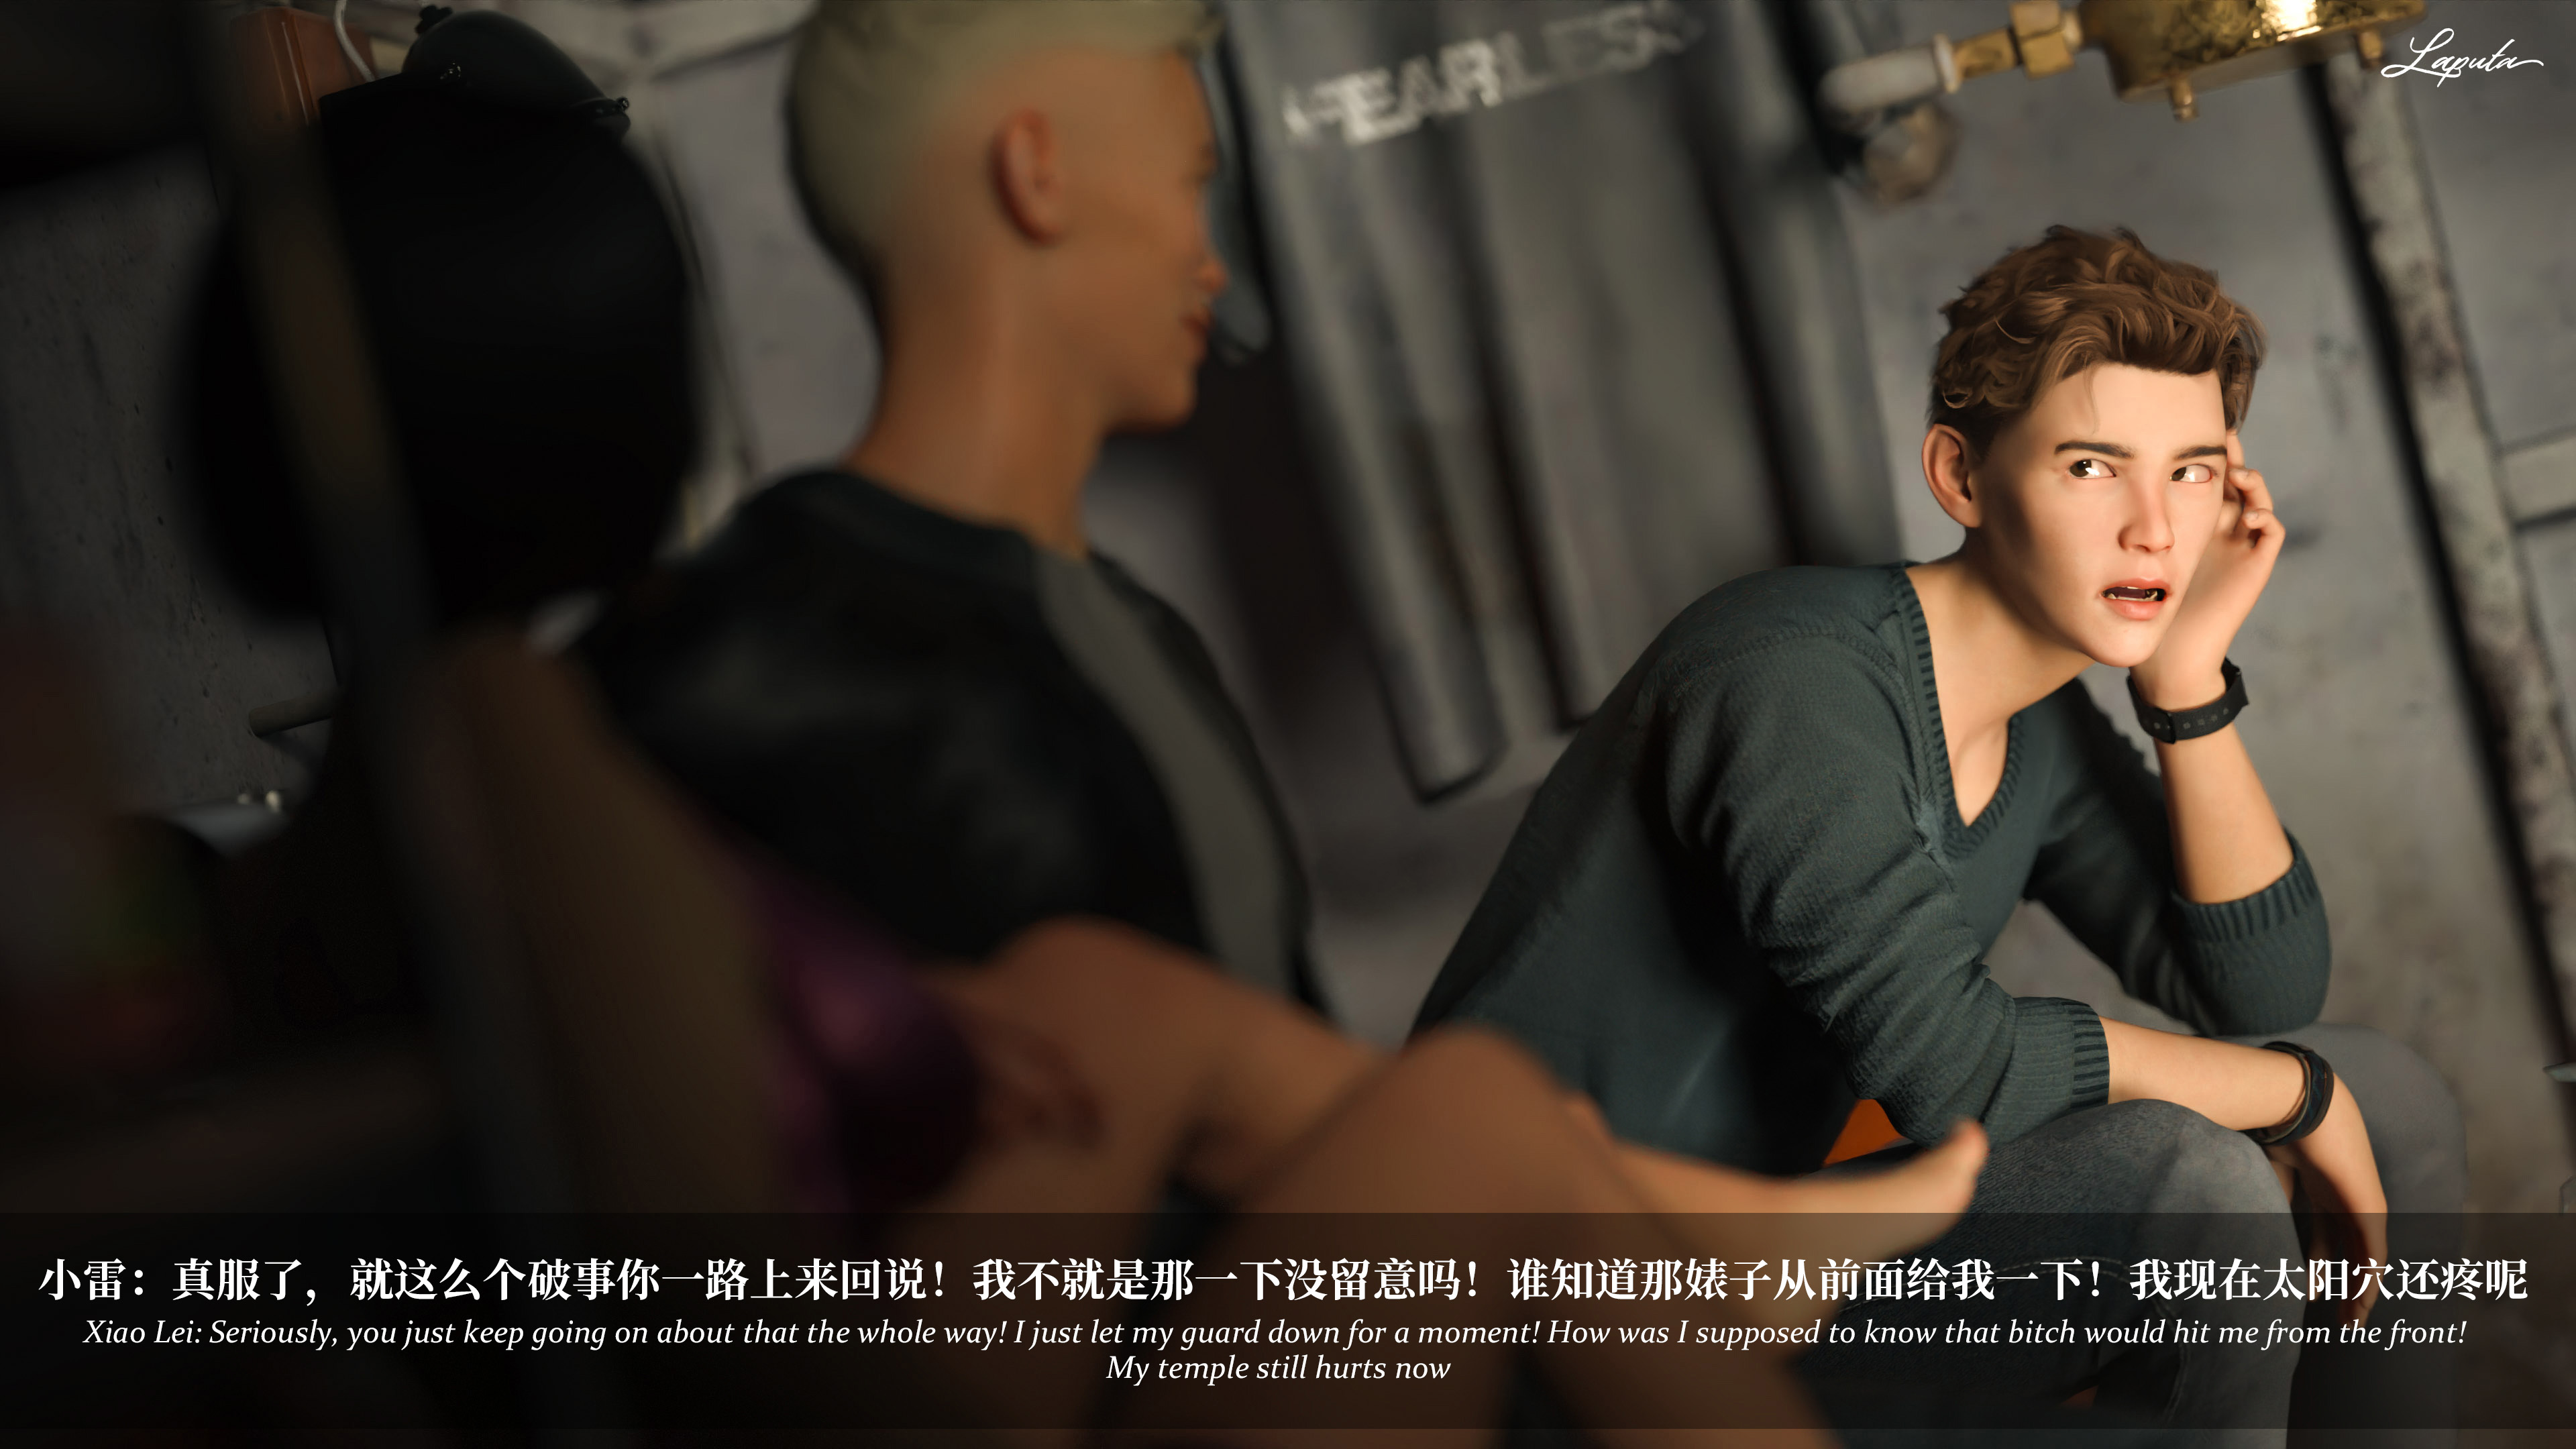 FEARLESS
Laputa
小雷：真服了，就这么个破事你一路上来回说！我不就是那一下没留意吗！谁知道那婊子从前面给我一下！我现在太阳穴还疼呢
Xiao Lei: Seriously, you just keep going on about that the whole way! I just let my guard down for a moment! How was I supposed to know that bitch would hit me from the front!
My temple still hurts now